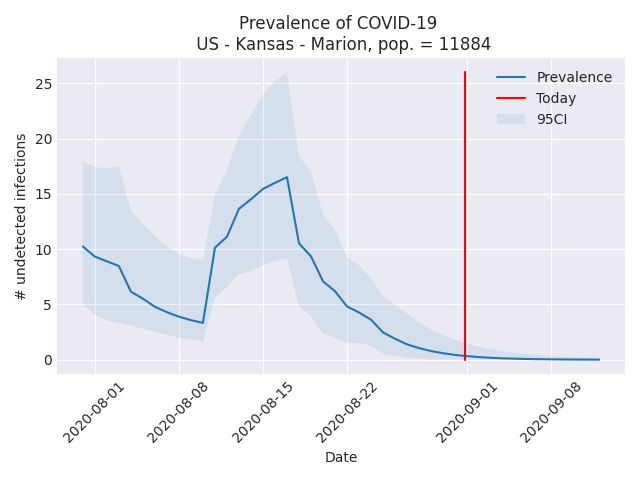 Prevalence of COVID-19
US - Kansas - Marion, pop. = 11884
Prevalence
Today
95CI
25
20
15
10
5
0
# undetected infections
2020-08-01
2020-08-08
2020-08-15
2020-08-22
2020-09-01
2020-09-08
Date